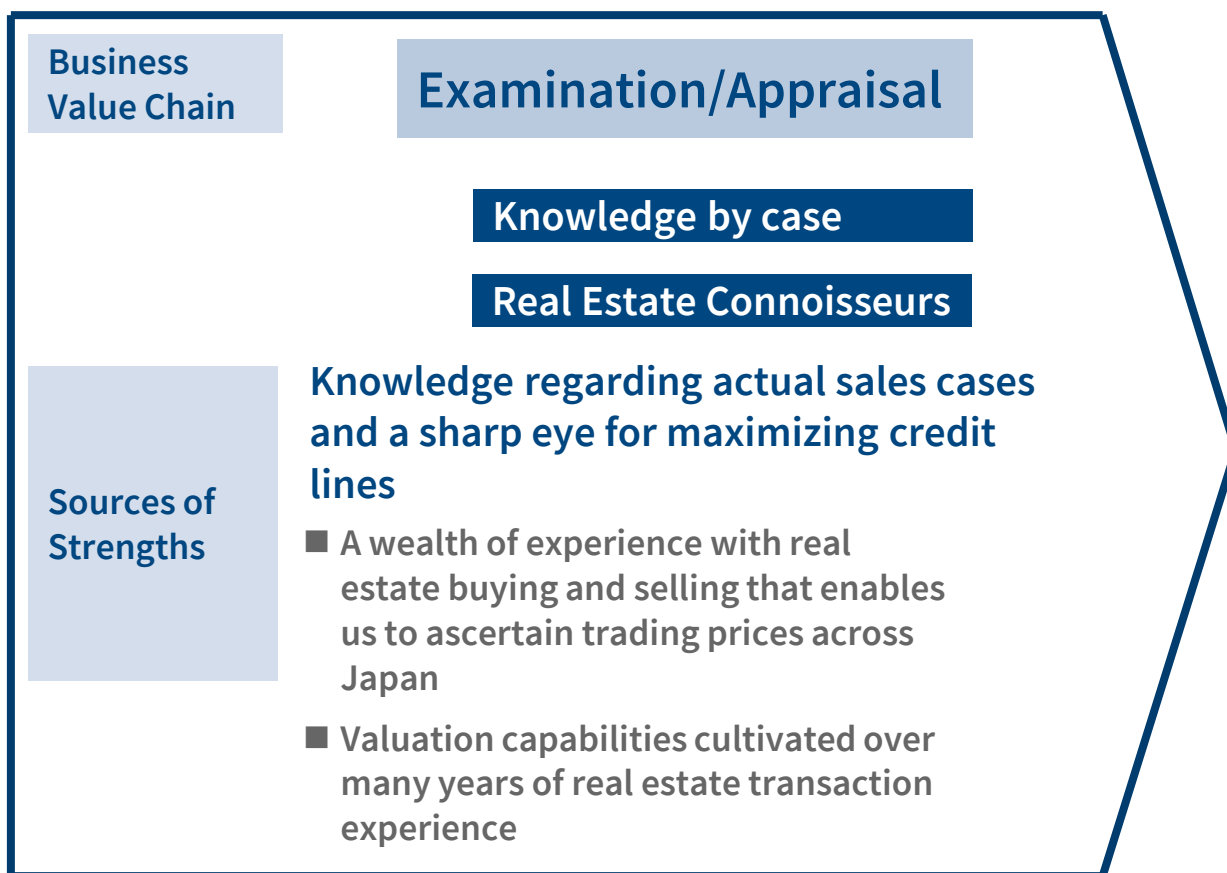 Business
Value Chain
Examination/Appraisal
Knowledge by case
Real Estate Connoisseurs
Sources of
Strengths
Knowledge regarding actual sales cases
and a sharp eye for maximizing credit
lines
■ A wealth of experience with real
estate buying and selling that enables
us to ascertain trading prices across
Japan
■ Valuation capabilities cultivated over
many years of real estate transaction
experience